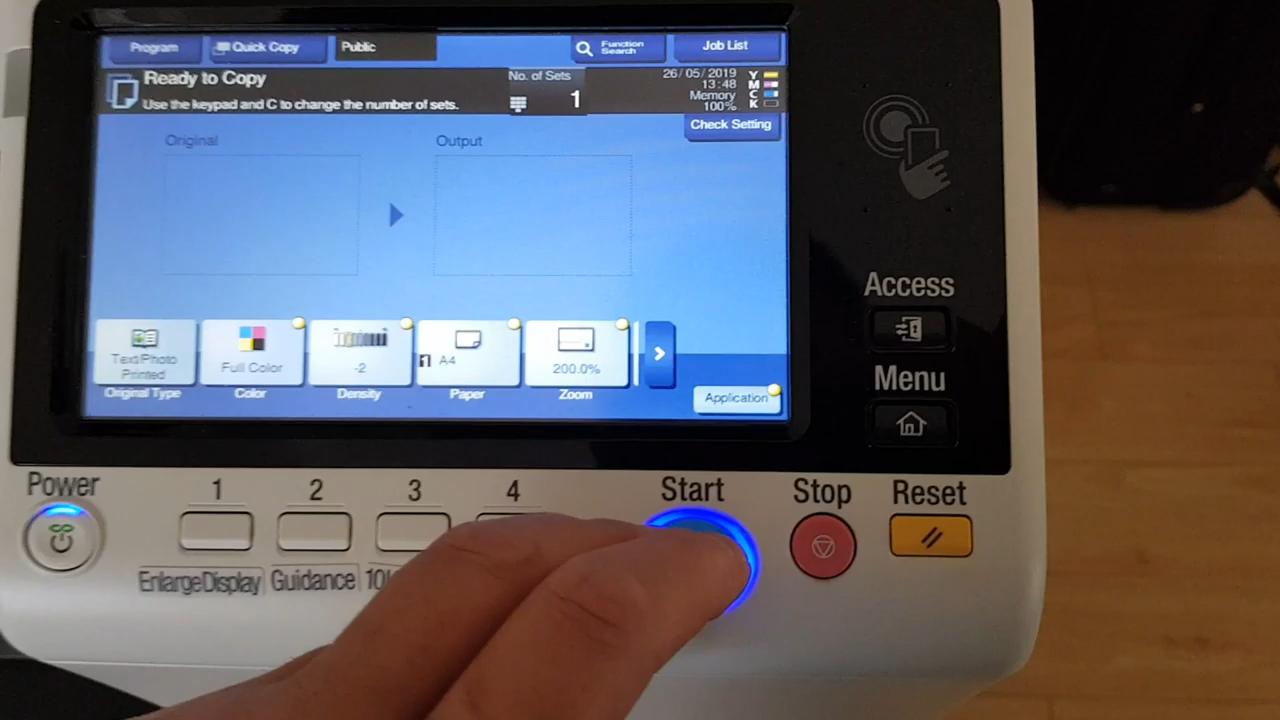 Program
Quick Copy
Public
Function Search
Job List
Ready to Copy
Use the keypad and C to change the number of sets.
No. of Sets
1
26/05/2019
13:48
Memory
100%
Y
M
C
K
Check Setting
Original
Output
Text/Photo
Printed
Original Type
Full Color
Color
-2
Density
1 A4
Paper
200.0%
Zoom
Application
Access
Menu
Power
1
2
3
4
Start
Stop
Reset
Enlarge Display
Guidance